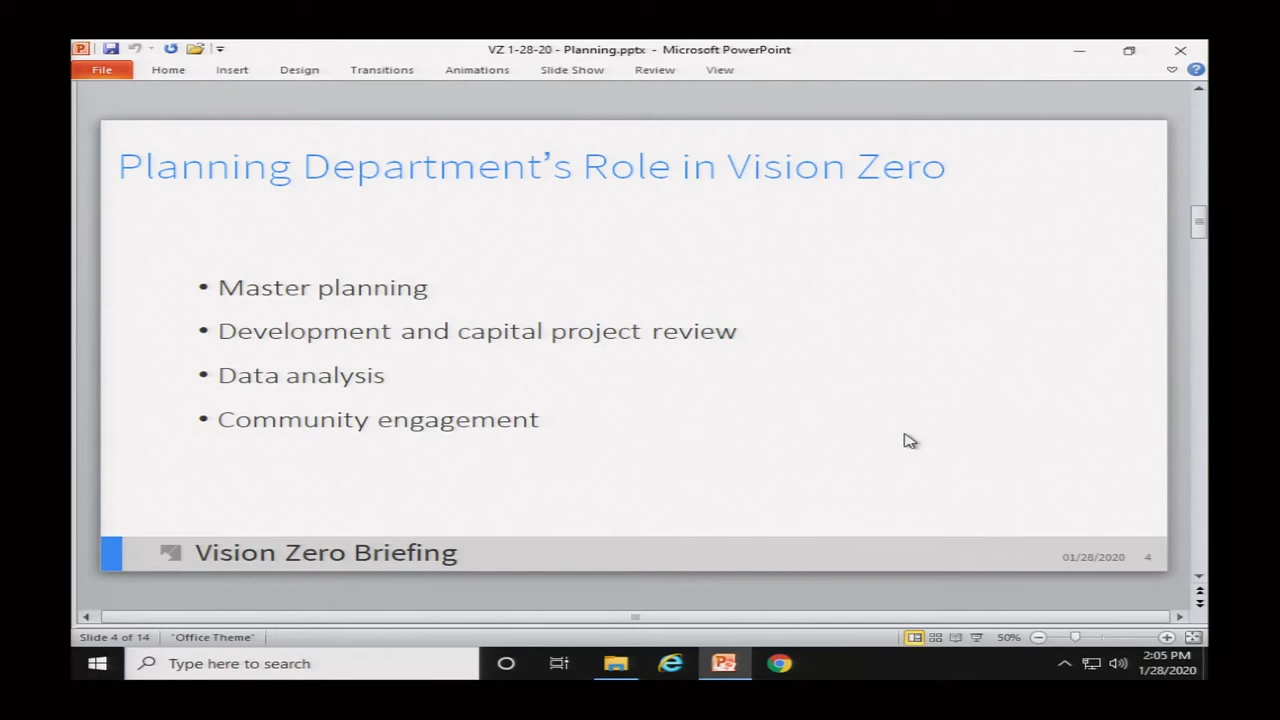 VZ 1-28-20 - Planning.pptx - Microsoft PowerPoint
File Home Insert Design Transitions Animations Slide Show Review View
Planning Department’s Role in Vision Zero
• Master planning
• Development and capital project review
• Data analysis
• Community engagement
Vision Zero Briefing
01/28/2020 4
Slide 4 of 14 "Office Theme" 50%
Type here to search
2:05 PM
1/28/2020